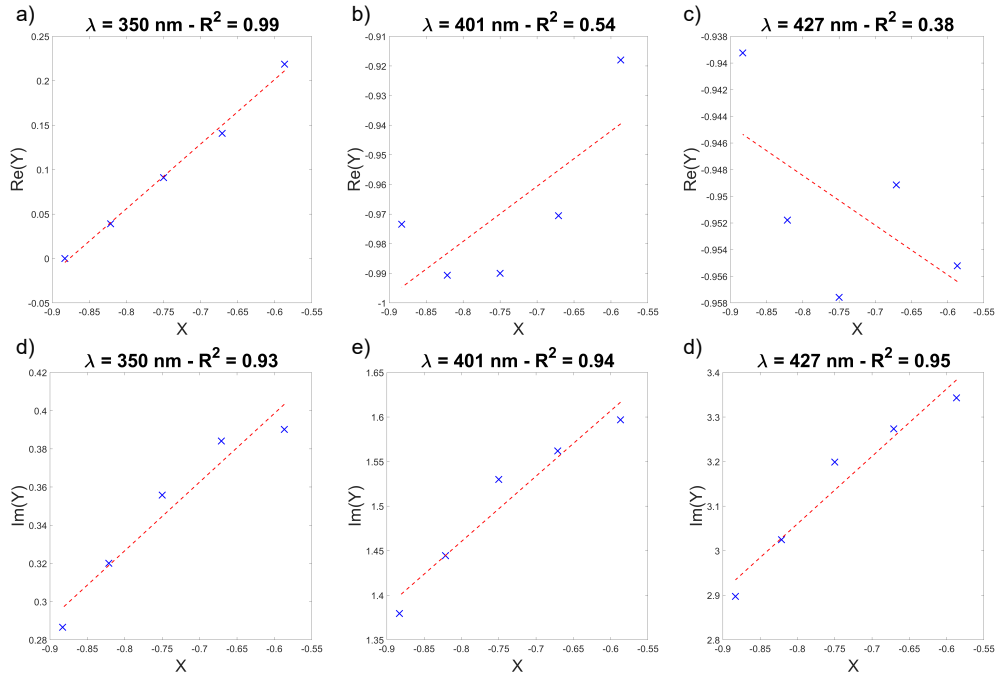 a) λ = 350 nm - R² = 0.99
0.25
0.2
0.15
0.1
0.05
0
-0.05
Re(Y)
-0.9 -0.85 -0.8 -0.75 -0.7 -0.65 -0.6 -0.55
X
b) λ = 401 nm - R² = 0.54
-0.91
-0.92
-0.93
-0.94
-0.95
-0.96
-0.97
-0.98
-0.99
-1
Re(Y)
-0.9 -0.85 -0.8 -0.75 -0.7 -0.65 -0.6 -0.55
X
c) λ = 427 nm - R² = 0.38
-0.938
-0.94
-0.942
-0.944
-0.946
-0.948
-0.95
-0.952
-0.954
-0.956
-0.958
Re(Y)
-0.9 -0.85 -0.8 -0.75 -0.7 -0.65 -0.6 -0.55
X
d) λ = 350 nm - R² = 0.93
0.42
0.4
0.38
0.36
0.34
0.32
0.3
0.28
Im(Y)
-0.9 -0.85 -0.8 -0.75 -0.7 -0.65 -0.6 -0.55
X
e) λ = 401 nm - R² = 0.94
1.65
1.6
1.55
1.5
1.45
1.4
1.35
Im(Y)
-0.9 -0.85 -0.8 -0.75 -0.7 -0.65 -0.6 -0.55
X
d) λ = 427 nm - R² = 0.95
3.4
3.3
3.2
3.1
3
2.9
2.8
Im(Y)
-0.9 -0.85 -0.8 -0.75 -0.7 -0.65 -0.6 -0.55
X